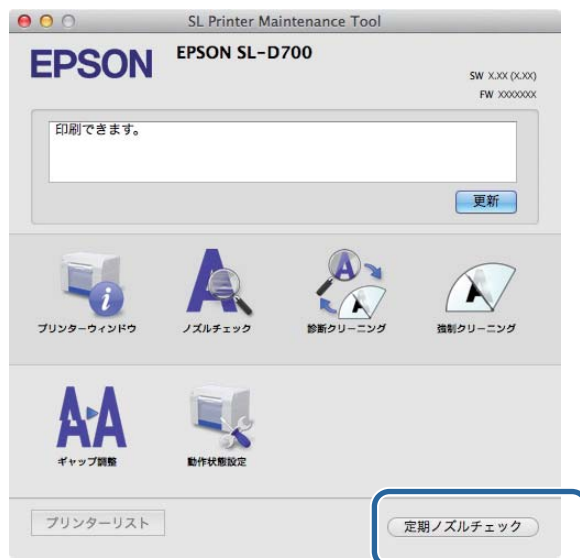 SL Printer Maintenance Tool
EPSON
EPSON SL-D700
SW X.XX (X.XX)
FW XXXXXXX
印刷できます。
更新
プリンターウィンドウ
ノズルチェック
診断クリーニング
強制クリーニング
ギャップ調整
動作状態設定
プリンターリスト
定期ノズルチェック